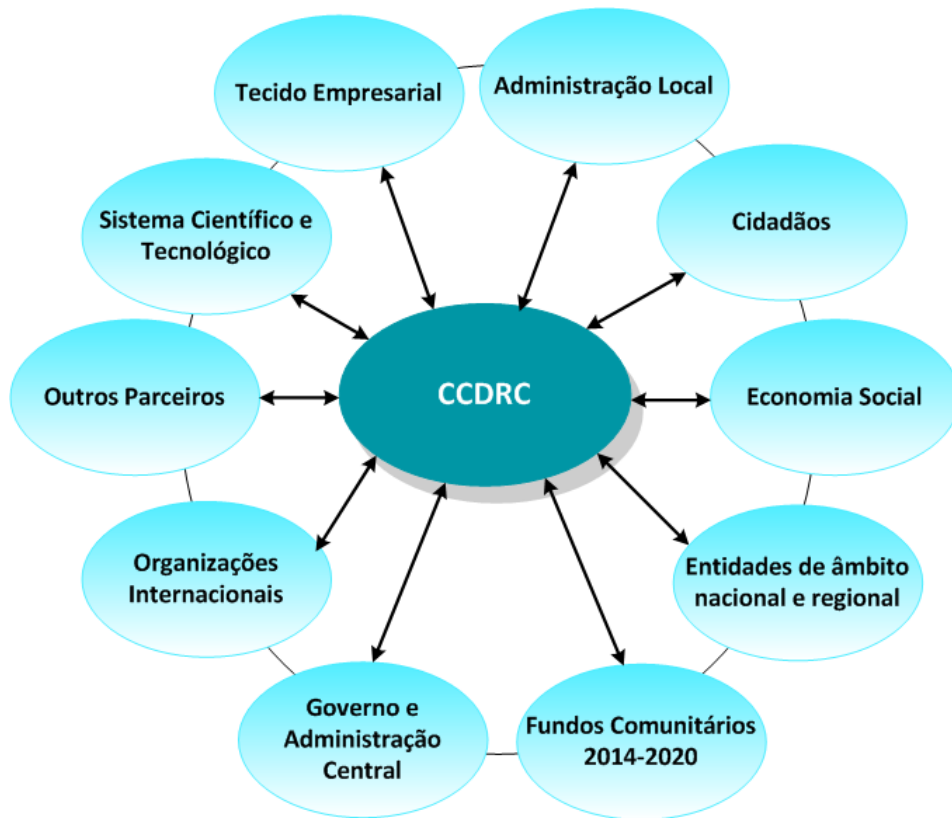 Tecido Empresarial
Administração Local
Sistema Científico e
Tecnológico
Cidadãos
Outros Parceiros
CCDRC
Economia Social
Organizações
Internacionais
Entidades de âmbito
nacional e regional
Governo e
Administração
Central
Fundos Comunitários
2014-2020